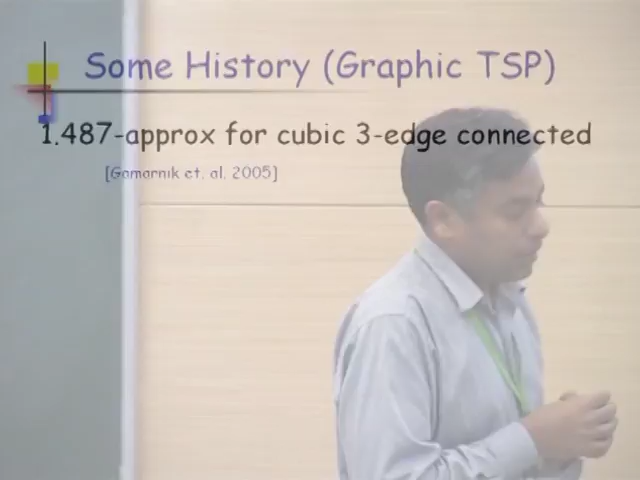 Some History (Graphic TSP)
1.487-approx for cubic 3-edge connected
[Gamarnik et. al. 2005]